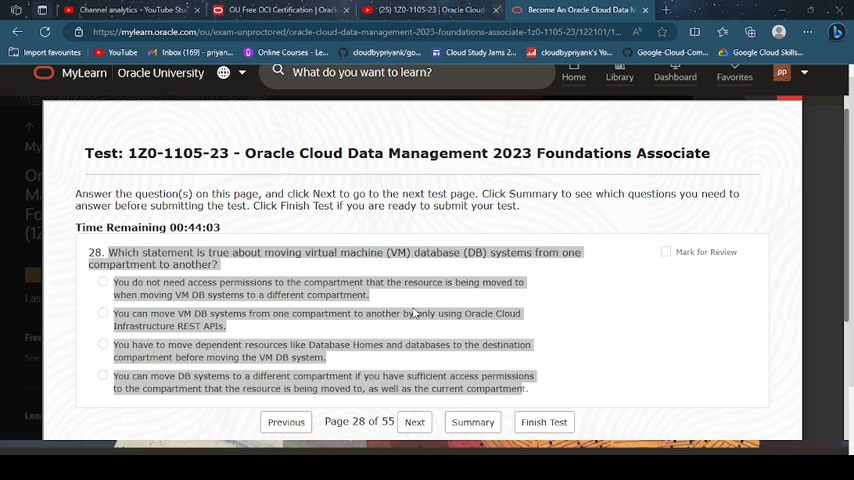 Channel analytics - YouTube Stu
OU Free OCI Certification | Orack
(25) 1Z0-1105-23 | Oracle Cloud
Become An Oracle Cloud Data M
https://mylearn.oracle.com/ou/exam-unproctored/oracle-cloud-data-management-2023-foundations-associate-1z0-1105-23/122101/1...
Import favourites
YouTube
Inbox (169) - priyan...
Online Courses - Le...
cloudbypriyank/go...
Cloud Study Jams 2...
cloudbypriyank's Yo...
Google-Cloud-Com...
Google Cloud Skills...
MyLearn
Oracle University
What do you want to learn?
Home
Library
Dashboard
Favorites
PP
Test: 1Z0-1105-23 - Oracle Cloud Data Management 2023 Foundations Associate
Answer the question(s) on this page, and click Next to go to the next test page. Click Summary to see which questions you need to
answer before submitting the test. Click Finish Test if you are ready to submit your test.
Time Remaining 00:44:03
28. Which statement is true about moving virtual machine (VM) database (DB) systems from one
compartment to another?
Mark for Review
You do not need access permissions to the compartment that the resource is being moved to
when moving VM DB systems to a different compartment.
You can move VM DB systems from one compartment to another by only using Oracle Cloud
Infrastructure REST APIs.
You have to move dependent resources like Database Homes and databases to the destination
compartment before moving the VM DB system.
You can move DB systems to a different compartment if you have sufficient access permissions
to the compartment that the resource is being moved to, as well as the current compartment.
Previous
Page 28 of 55
Next
Summary
Finish Test